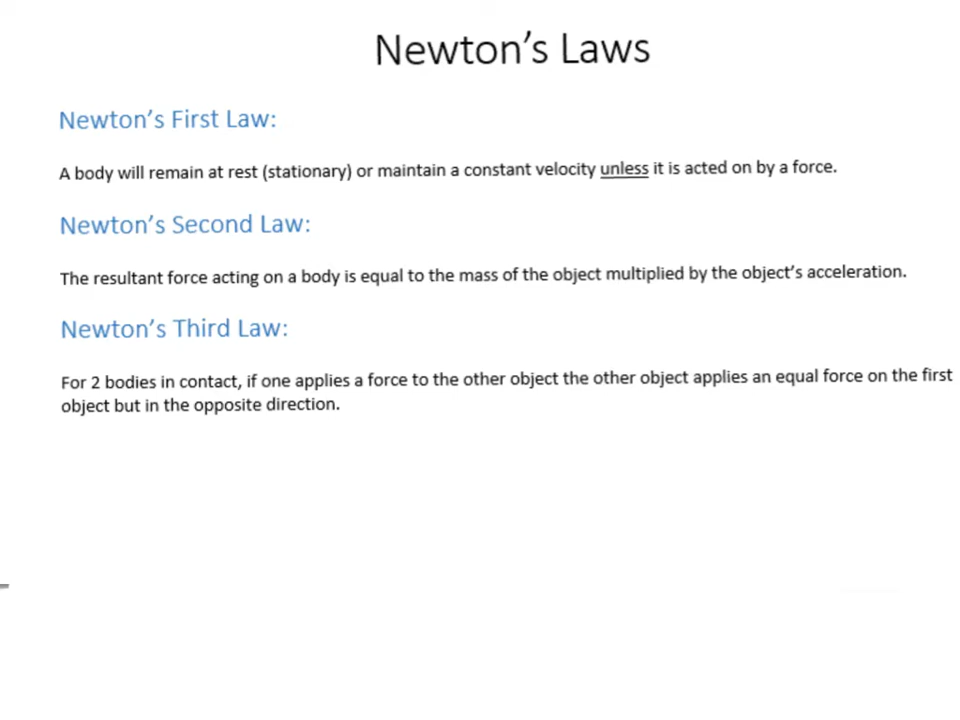 Newton’s Laws
Newton’s First Law:
A body will remain at rest (stationary) or maintain a constant velocity unless it is acted on by a force.
Newton’s Second Law:
The resultant force acting on a body is equal to the mass of the object multiplied by the object’s acceleration.
Newton’s Third Law:
For 2 bodies in contact, if one applies a force to the other object the other object applies an equal force on the first
object but in the opposite direction.